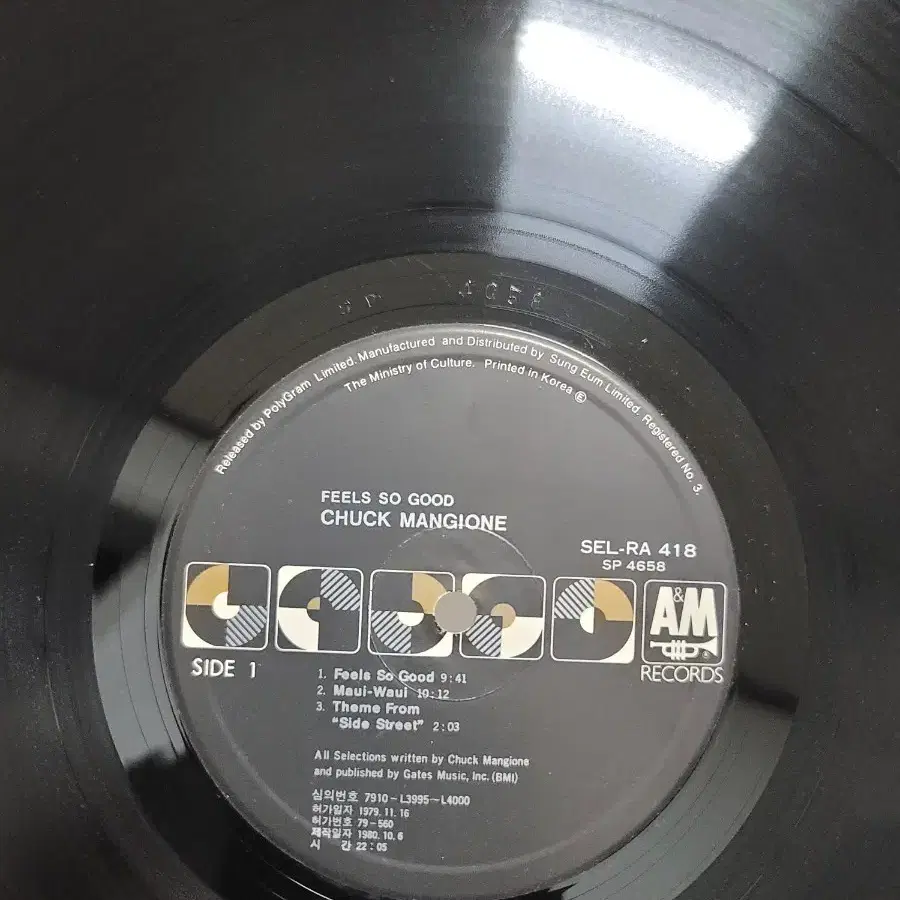 SP 4658
Released by PolyGram Limited. Manufactured and Distributed by Sung Eum Limited. Registered No. 3.
The Ministry of Culture. Printed in Korea Ⓔ
FEELS SO GOOD
CHUCK MANGIONE
SEL-RA 418
SP 4658
A&M
RECORDS
SIDE 1
1. Feels So Good 9:41
2. Maui-Waui 10:12
3. Theme From
"Side Street" 2:03
All Selections written by Chuck Mangione
and published by Gates Music, Inc. (BMI)
심의번호 7910-L3995~L4000
허가일자 1979. 11. 16
허가번호 79-560
제작일자 1980. 10. 6
시 간 22:05